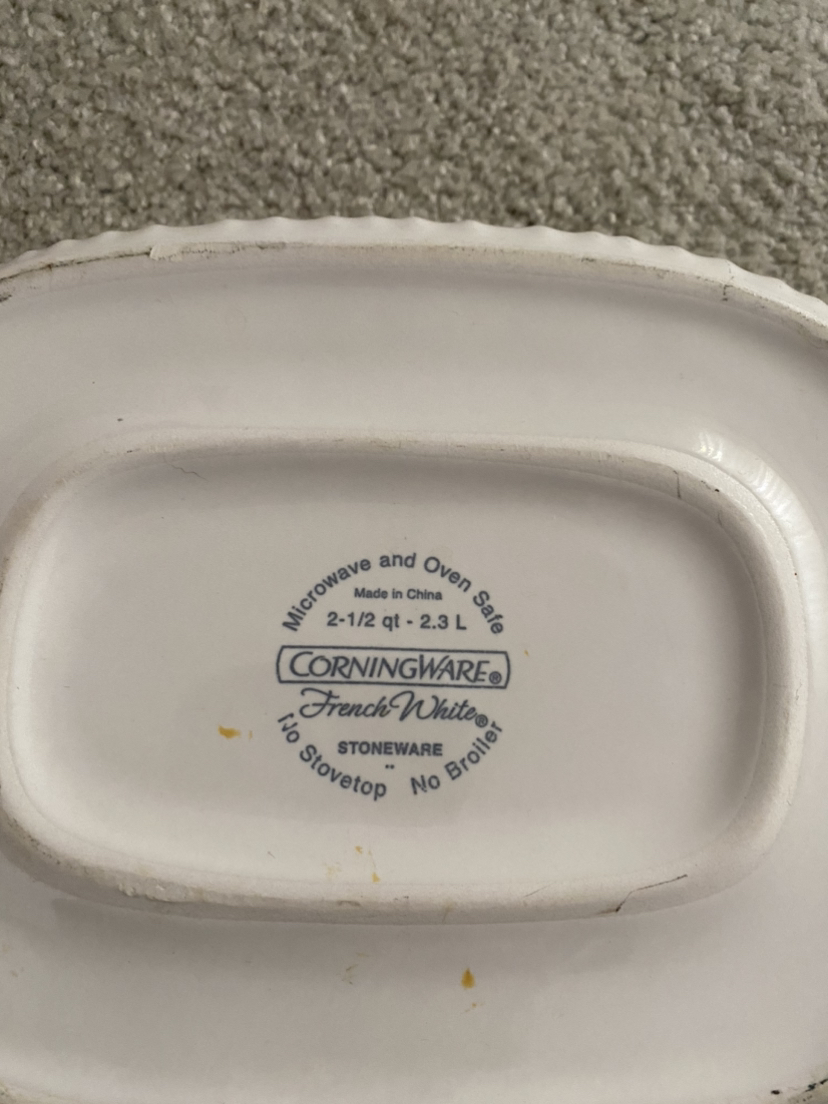 Microwave and Oven Safe
Made in China
2-1/2 qt - 2.3 L
CORNINGWARE®
French White®
STONEWARE
No Stovetop No Broiler